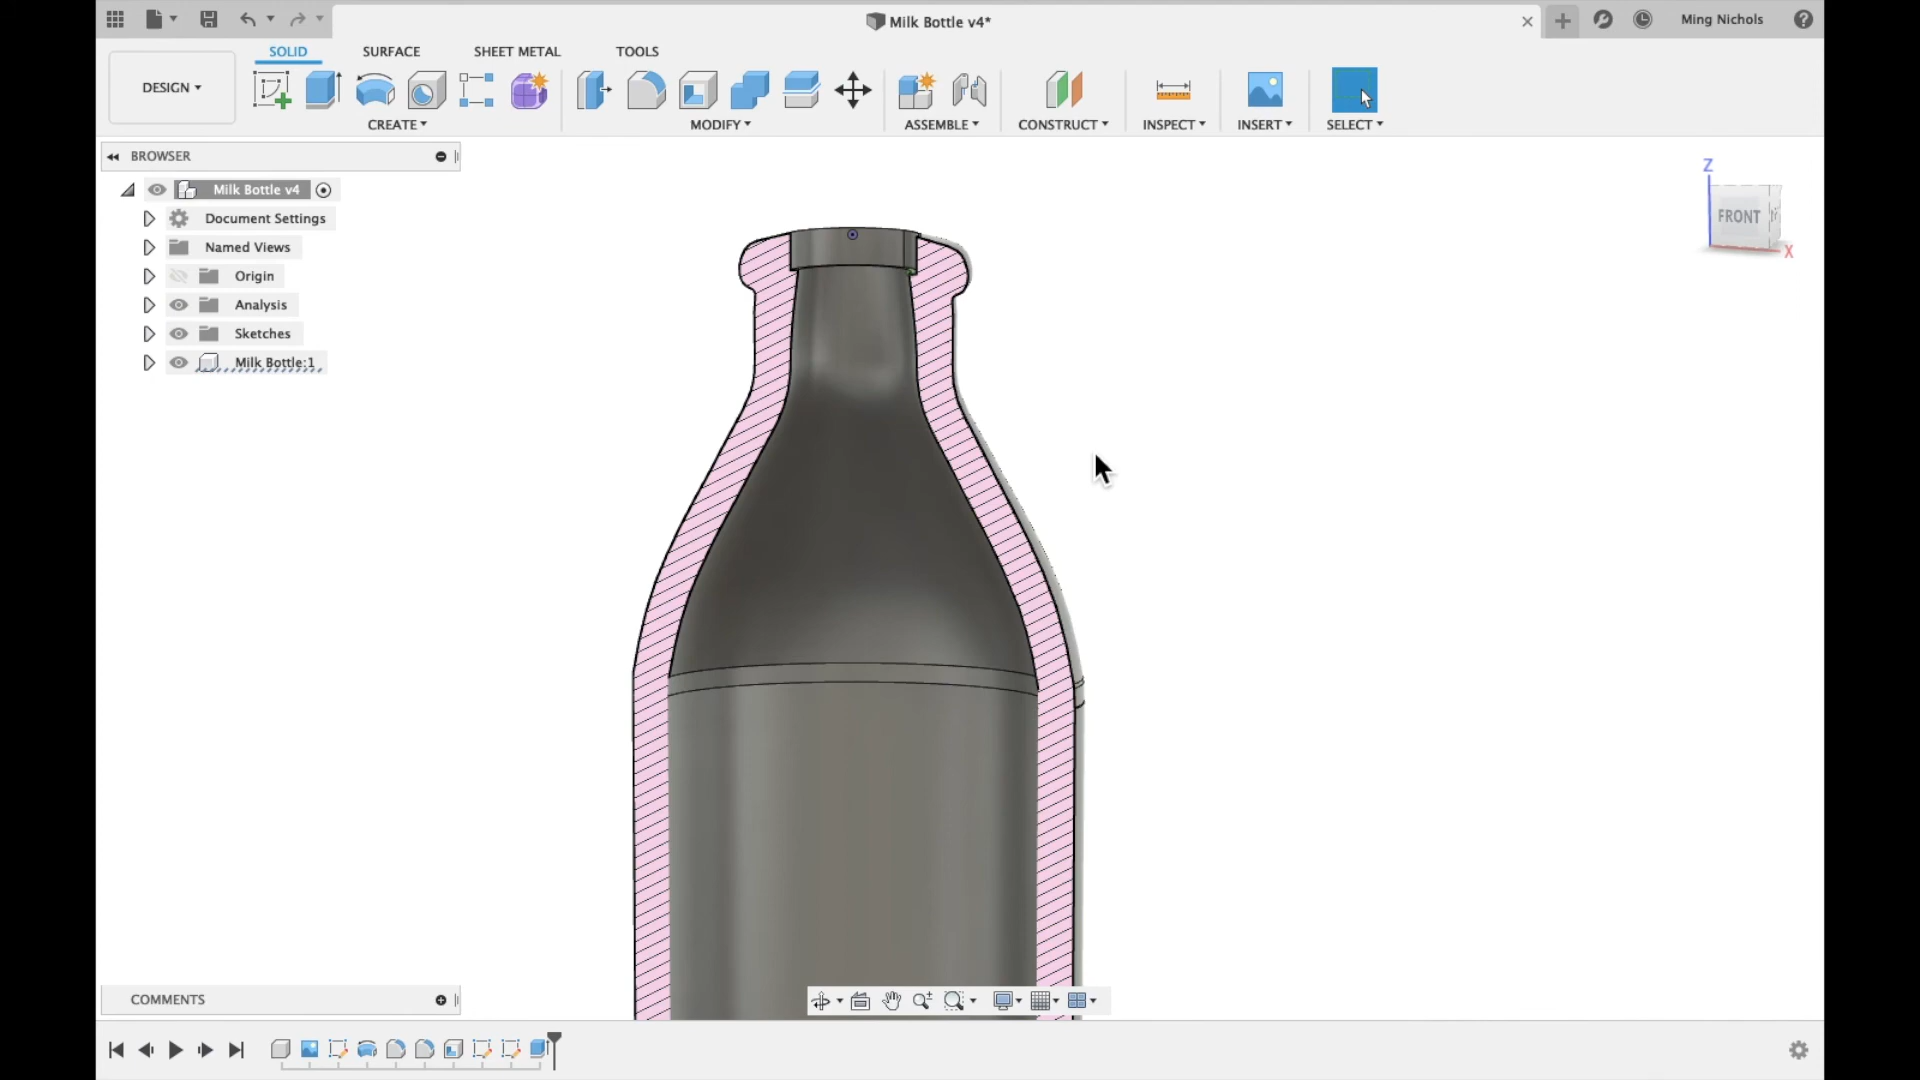 Milk Bottle v4*
Ming Nichols
SOLID
SURFACE
SHEET METAL
TOOLS
DESIGN
CREATE
MODIFY
ASSEMBLE
CONSTRUCT
INSPECT
INSERT
SELECT
BROWSER
Milk Bottle v4
Document Settings
Named Views
Origin
Analysis
Sketches
Milk Bottle:1
Z
FRONT
X
COMMENTS